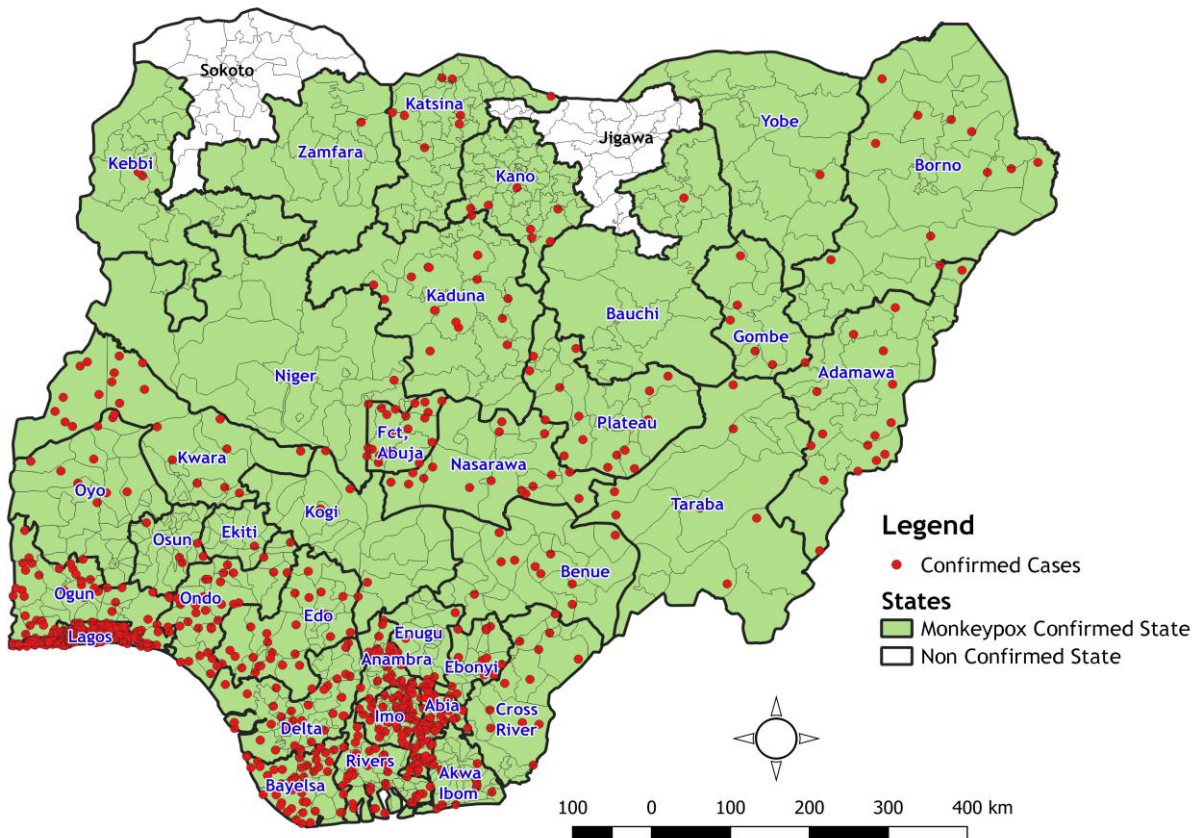 Sokoto
Katsina
Jigawa
Yobe
Kebbi
Zamfara
Kano
Borno
Kaduna
Bauchi
Gombe
Niger
Adamawa
Fct,
Abuja
Plateau
Kwara
Nasarawa
Oyo
Kogi
Taraba
Osun
Ekiti
Benue
Ogun
Ondo
Edo
Lagos
Enugu
Anambra
Ebonyi
Imo
Abia
Cross
River
Delta
Rivers
Bayelsa
Akwa
Ibom
Legend
Confirmed Cases
States
Monkeypox Confirmed State
Non Confirmed State
100 0 100 200 300 400 km